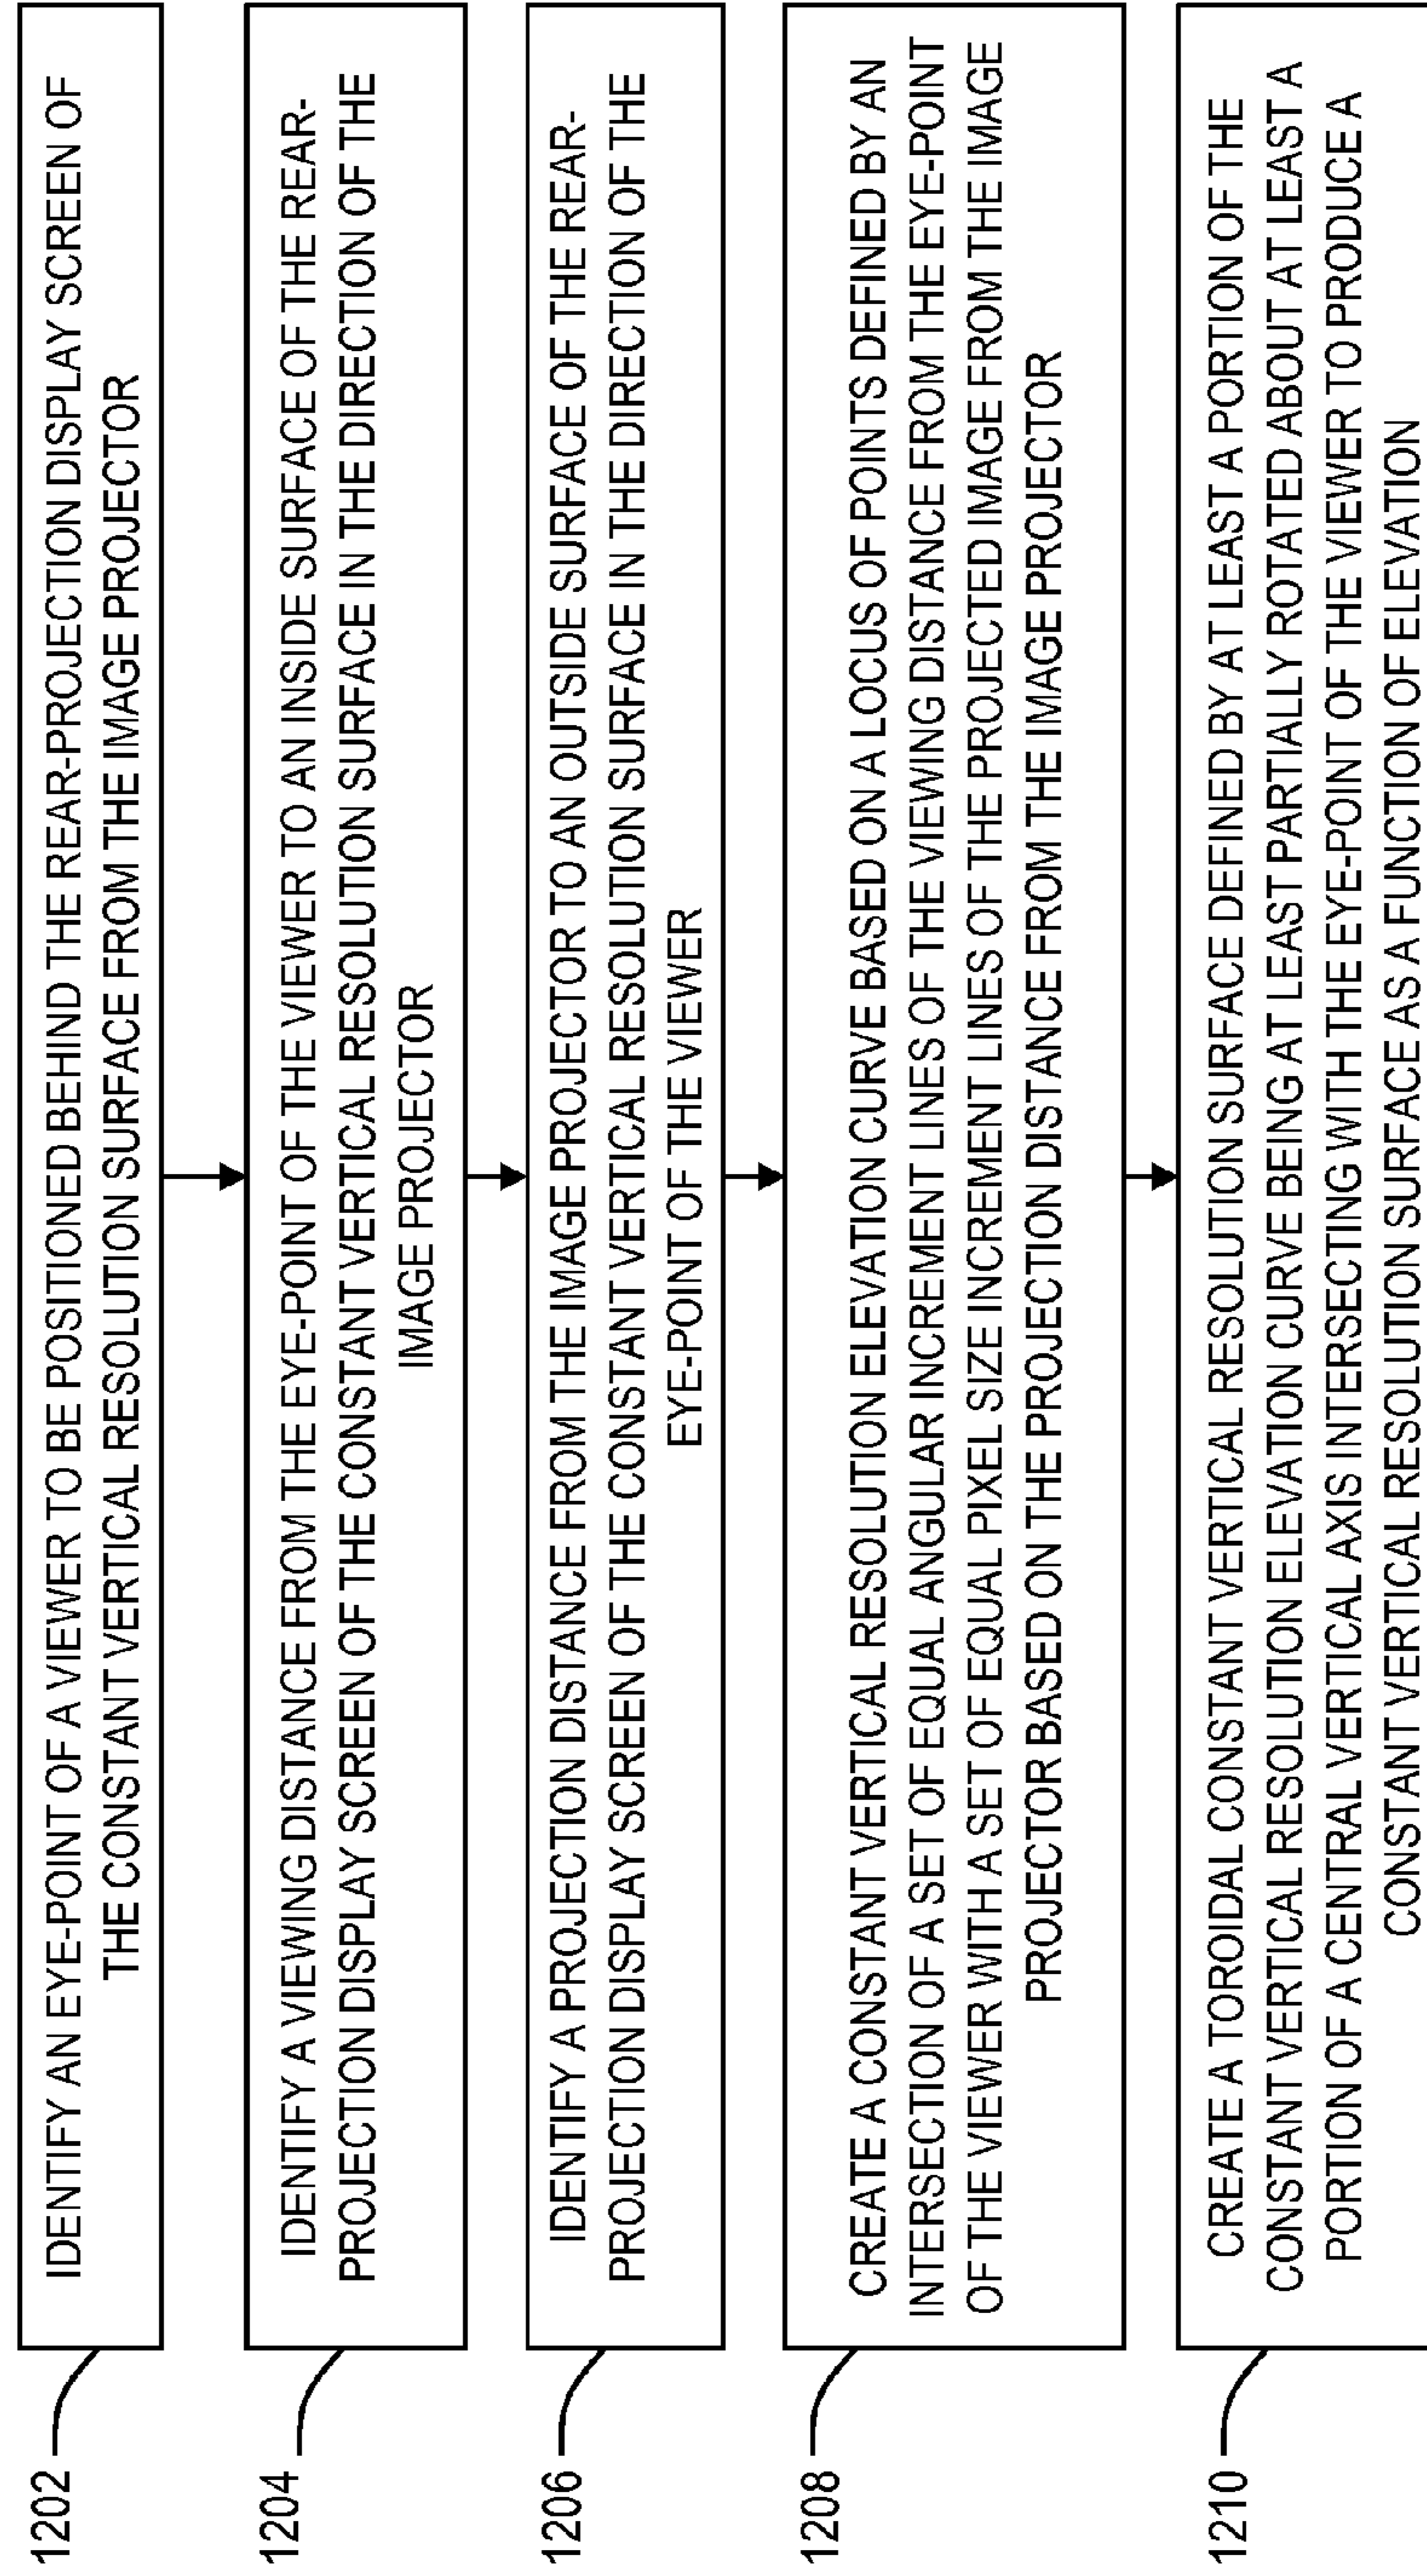 1202
IDENTIFY AN EYE-POINT OF A VIEWER TO BE POSITIONED BEHIND THE REAR-PROJECTION DISPLAY SCREEN OF
THE CONSTANT VERTICAL RESOLUTION SURFACE FROM THE IMAGE PROJECTOR
1204
IDENTIFY A VIEWING DISTANCE FROM THE EYE-POINT OF THE VIEWER TO AN INSIDE SURFACE OF THE REAR-
PROJECTION DISPLAY SCREEN OF THE CONSTANT VERTICAL RESOLUTION SURFACE IN THE DIRECTION OF THE
IMAGE PROJECTOR
1206
IDENTIFY A PROJECTION DISTANCE FROM THE IMAGE PROJECTOR TO AN OUTSIDE SURFACE OF THE REAR-
PROJECTION DISPLAY SCREEN OF THE CONSTANT VERTICAL RESOLUTION SURFACE IN THE DIRECTION OF THE
EYE-POINT OF THE VIEWER
1208
CREATE A CONSTANT VERTICAL RESOLUTION ELEVATION CURVE BASED ON A LOCUS OF POINTS DEFINED BY AN
INTERSECTION OF A SET OF EQUAL ANGULAR INCREMENT LINES OF THE VIEWING DISTANCE FROM THE EYE-POINT
OF THE VIEWER WITH A SET OF EQUAL PIXEL SIZE INCREMENT LINES OF THE PROJECTED IMAGE FROM THE IMAGE
PROJECTOR BASED ON THE PROJECTION DISTANCE FROM THE IMAGE PROJECTOR
1210
CREATE A TOROIDAL CONSTANT VERTICAL RESOLUTION SURFACE DEFINED BY AT LEAST A PORTION OF THE
CONSTANT VERTICAL RESOLUTION ELEVATION CURVE BEING AT LEAST PARTIALLY ROTATED ABOUT AT LEAST A
PORTION OF A CENTRAL VERTICAL AXIS INTERSECTING WITH THE EYE-POINT OF THE VIEWER TO PRODUCE A
CONSTANT VERTICAL RESOLUTION SURFACE AS A FUNCTION OF ELEVATION